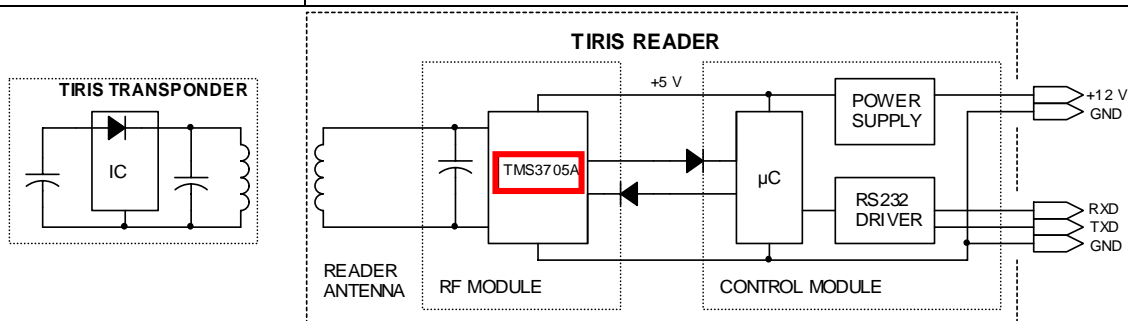 TIRIS READER
TIRIS TRANSPONDER
+5 V
POWER
SUPPLY
+12 V
GND
IC
TMS3705A
µC
RS232
DRIVER
RXD
TXD
GND
READER
ANTENNA
RF MODULE
CONTROL MODULE